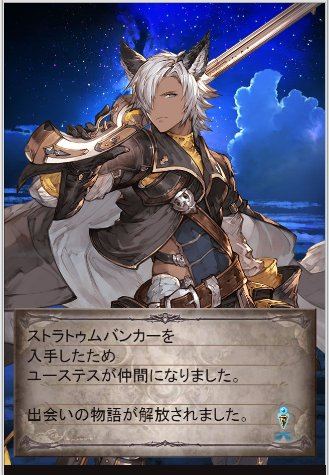 ストラトゥムバンカーを
入手したため
ユーステスが仲間になりました。
出会いの物語が解放されました。